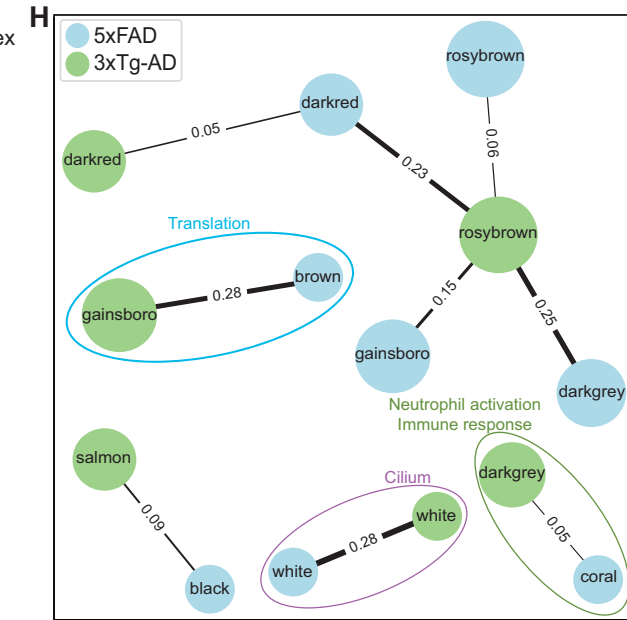 H
ex
5xFAD
3xTg-AD
rosybrown
darkred
0.05
darkred
0.06
0.23
Translation
rosybrown
brown
0.28
gainsboro
0.15
0.25
gainsboro
darkgrey
Neutrophil activation
Immune response
salmon
Cilium
darkgrey
0.09
white
0.28
0.05
white
black
coral